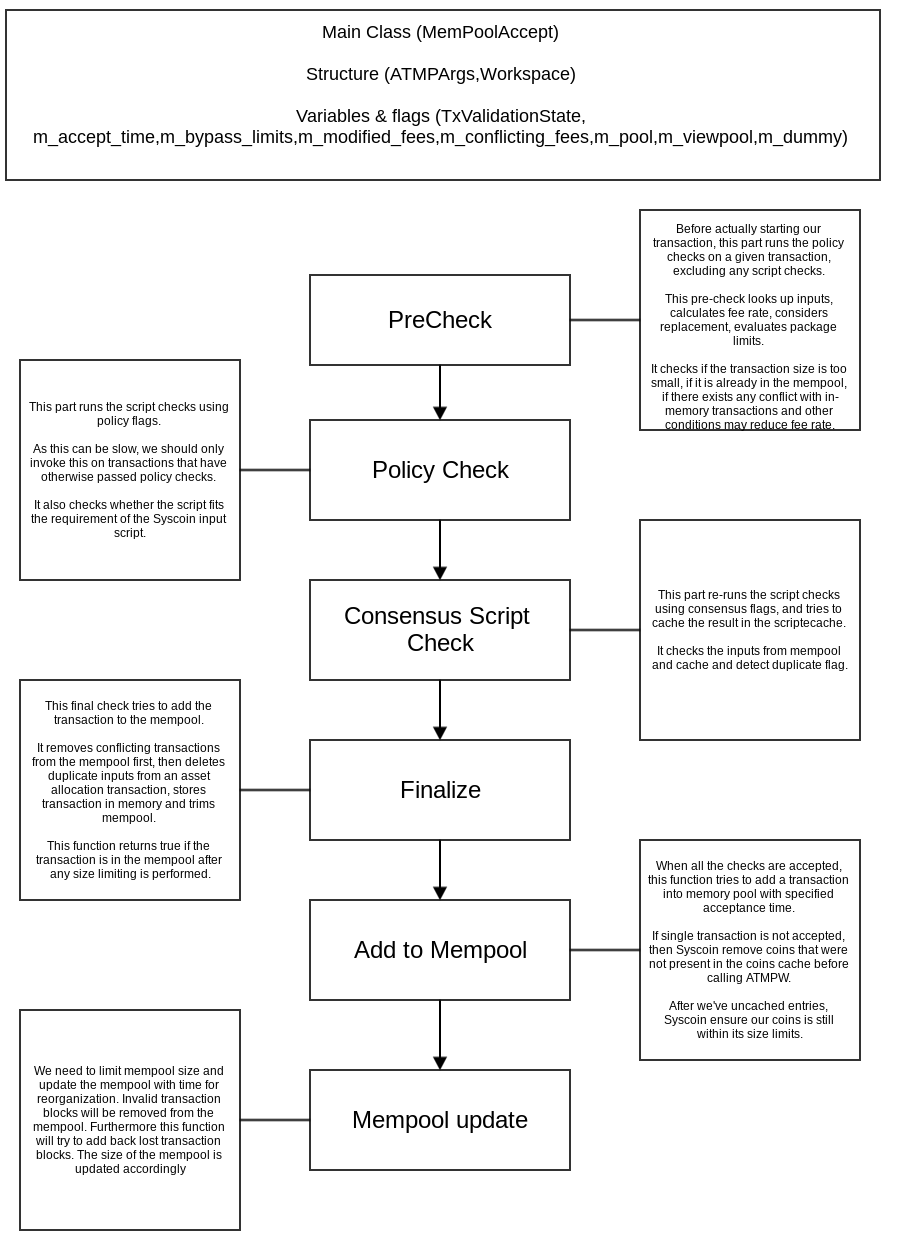 Main Class (MemPoolAccept)
Structure (ATMPArgs,Workspace)
Variables & flags (TxValidationState,
m_accept_time,m_bypass_limits,m_modified_fees,m_conflicting_fees,m_pool,m_viewpool,m_dummy)
Before actually starting our
transaction, this part runs the policy
checks on a given transaction,
excluding any script checks.
This pre-check looks up inputs,
calculates fee rate, considers
replacement, evaluates package
limits.
It checks if the transaction size is too
small, if it is already in the mempool,
if there exists any conflict with in-
memory transactions and other
conditions may reduce fee rate.
PreCheck
This part runs the script checks using
policy flags.
As this can be slow, we should only
invoke this on transactions that have
otherwise passed policy checks.
It also checks whether the script fits
the requirement of the Syscoin input
script.
Policy Check
Consensus Script
Check
This part re-runs the script checks
using consensus flags, and tries to
cache the result in the scriptecache.
It checks the inputs from mempool
and cache and detect duplicate flag.
This final check tries to add the
transaction to the mempool.
It removes conflicting transactions
from the mempool first, then deletes
duplicate inputs from an asset
allocation transaction, stores
transaction in memory and trims
mempool.
This function returns true if the
transaction is in the mempool after
any size limiting is performed.
Finalize
Add to Mempool
When all the checks are accepted,
this function tries to add a transaction
into memory pool with specified
acceptance time.
If single transaction is not accepted,
then Syscoin remove coins that were
not present in the coins cache before
calling ATMPW.
After we've uncached entries,
Syscoin ensure our coins is still
within its size limits.
We need to limit mempool size and
update the mempool with time for
reorganization. Invalid transaction
blocks will be removed from the
mempool. Furthermore this function
will try to add back lost transaction
blocks. The size of the mempool is
updated accordingly
Mempool update